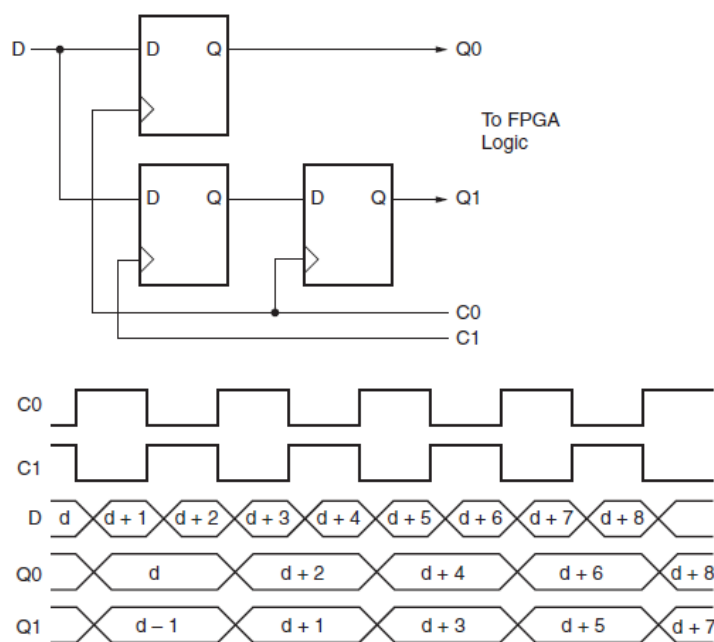 D D Q Q0
To FPGA
Logic
D Q D Q Q1
C0
C1
C0
C1
D d d + 1 d + 2 d + 3 d + 4 d + 5 d + 6 d + 7 d + 8
Q0 d d + 2 d + 4 d + 6 d + 8
Q1 d – 1 d + 1 d + 3 d + 5 d + 7